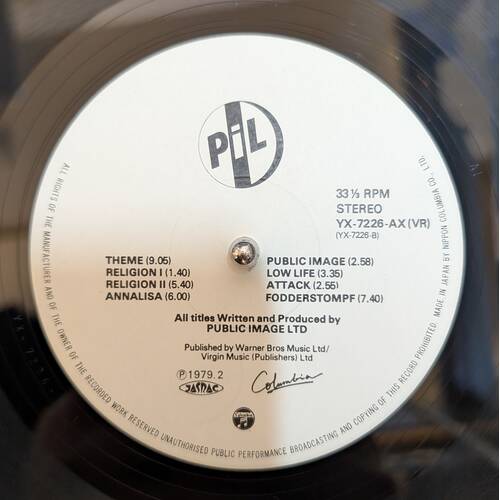 PiL
33 ⅓ RPM
STEREO
YX-7226-AX (VR)
(YX-7226-B)
THEME (9.05)
RELIGION I (1.40)
RELIGION II (5.40)
ANNALISA (6.00)
PUBLIC IMAGE (2.58)
LOW LIFE (3.35)
ATTACK (2.55)
FODDERSTOMPF (7.40)
All titles Written and Produced by
PUBLIC IMAGE LTD
Published by Warner Bros Music Ltd/
Virgin Music (Publishers) Ltd
Ⓟ 1979. 2
JASRAC
Columbia
ALL RIGHTS OF THE MANUFACTURER AND OF THE OWNER OF THE RECORDED WORK RESERVED UNAUTHORISED PUBLIC PERFORMANCE BROADCASTING AND COPYING OF THIS RECORD PROHIBITED. MADE IN JAPAN BY NIPPON COLUMBIA CO., LTD.